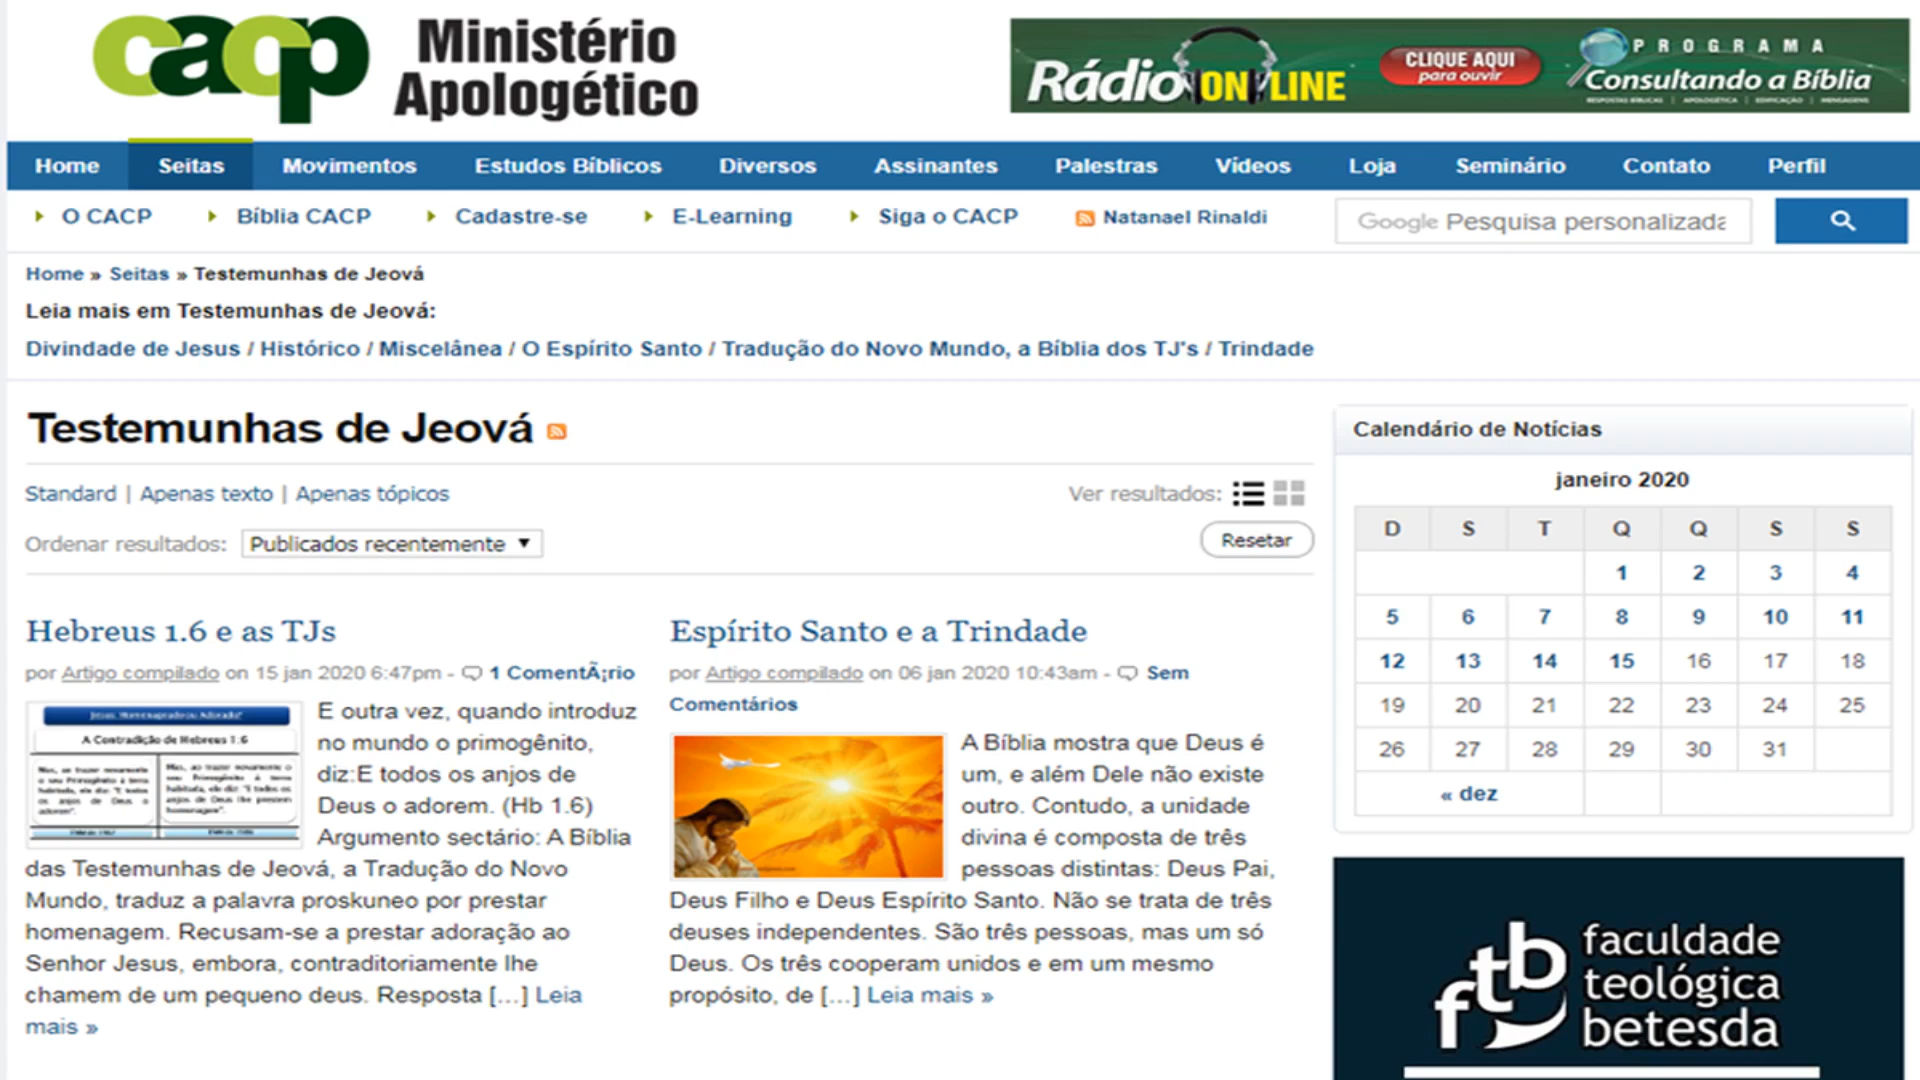 cacp Ministério
Apologético
Rádio ON LINE
CLIQUE AQUI
para ouvir
PROGRAMA
Consultando a Bíblia
RESPOSTAS BÍBLICAS | APOLOGÉTICA | EDIFICAÇÃO | MENSAGENS
Home Seitas Movimentos Estudos Bíblicos Diversos Assinantes Palestras Vídeos Loja Seminário Contato Perfil
O CACP Bíblia CACP Cadastre-se E-Learning Siga o CACP Natanael Rinaldi Google Pesquisa personalizada
Home » Seitas » Testemunhas de Jeová
Leia mais em Testemunhas de Jeová:
Divindade de Jesus / Histórico / Miscelânea / O Espírito Santo / Tradução do Novo Mundo, a Bíblia dos TJ's / Trindade
Testemunhas de Jeová
Standard | Apenas texto | Apenas tópicos
Ver resultados:
Ordenar resultados: Publicados recentemente ▼
Resetar
Hebreus 1.6 e as TJs
por Artigo compilado on 15 jan 2020 6:47pm - 1 ComentÃ¡rio
Jesus: Homenageado ou Adorado?
A Contradição de Hebreus 1:6
E outra vez, quando introduz
no mundo o primogênito,
diz:E todos os anjos de
Deus o adorem. (Hb 1.6)
Argumento sectário: A Bíblia
das Testemunhas de Jeová, a Tradução do Novo
Mundo, traduz a palavra proskuneo por prestar
homenagem. Recusam-se a prestar adoração ao
Senhor Jesus, embora, contraditoriamente lhe
chamem de um pequeno deus. Resposta [...] Leia
mais »
Espírito Santo e a Trindade
por Artigo compilado on 06 jan 2020 10:43am - Sem
Comentários
A Bíblia mostra que Deus é
um, e além Dele não existe
outro. Contudo, a unidade
divina é composta de três
pessoas distintas: Deus Pai,
Deus Filho e Deus Espírito Santo. Não se trata de três
deuses independentes. São três pessoas, mas um só
Deus. Os três cooperam unidos e em um mesmo
propósito, de [...] Leia mais »
Calendário de Notícias
janeiro 2020
D S T Q Q S S
1 2 3 4
5 6 7 8 9 10 11
12 13 14 15 16 17 18
19 20 21 22 23 24 25
26 27 28 29 30 31
« dez
ftb
faculdade
teológica
betesda